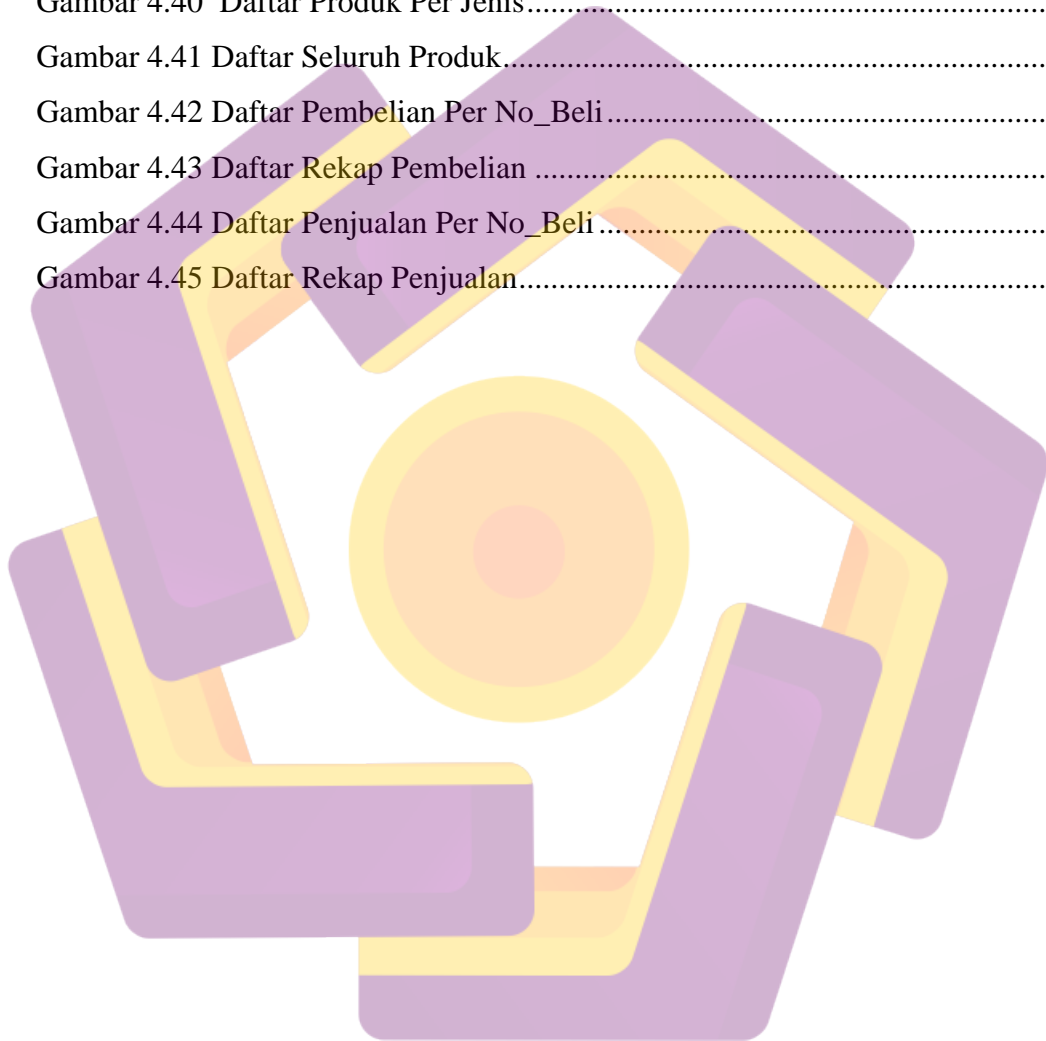 Gambar 4.40  Daftar Produk Per Jenis................................................................
Gambar 4.41 Daftar Seluruh Produk...................................................................
Gambar 4.42 Daftar Pembelian Per No_Beli......................................................
Gambar 4.43 Daftar Rekap Pembelian ...............................................................
Gambar 4.44 Daftar Penjualan Per No_Beli.......................................................
Gambar 4.45 Daftar Rekap Penjualan.................................................................